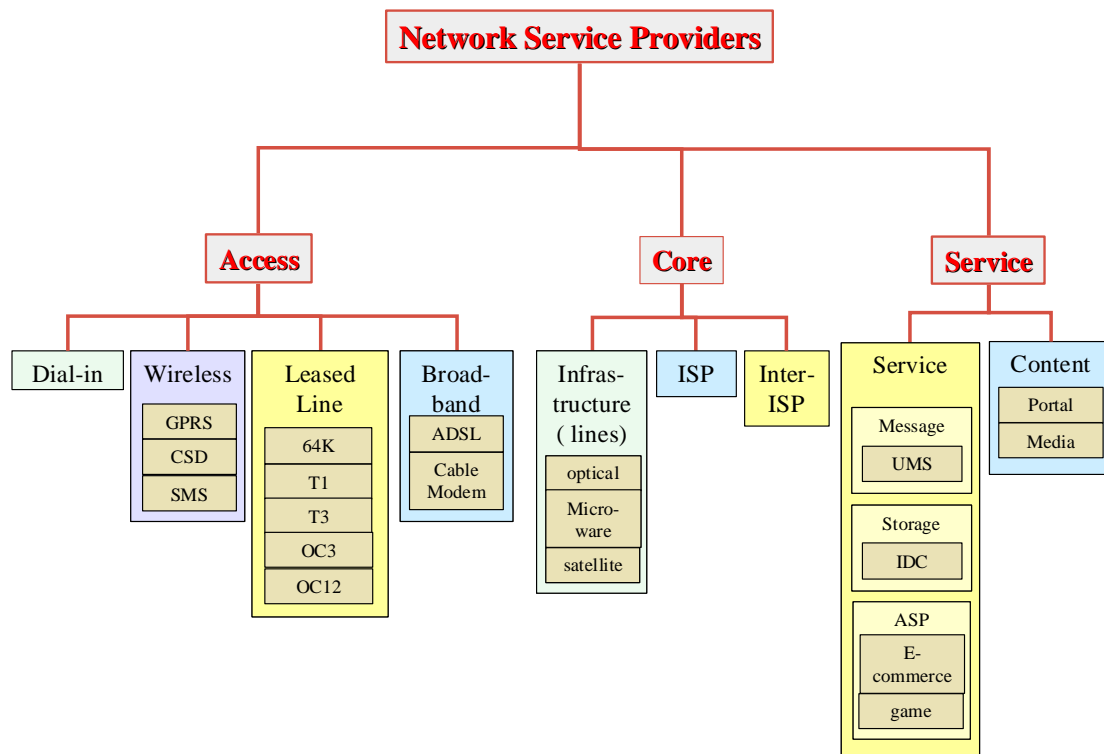 Network Service Providers
Access
Core
Service
Dial-in
Wireless
GPRS
CSD
SMS
Leased
Line
64K
T1
T3
OC3
OC12
Broad-
band
ADSL
Cable
Modem
Infras-
tructure
( lines)
optical
Micro-
ware
satellite
ISP
Inter-
ISP
Service
Message
UMS
Storage
IDC
ASP
E-
commerce
game
Content
Portal
Media